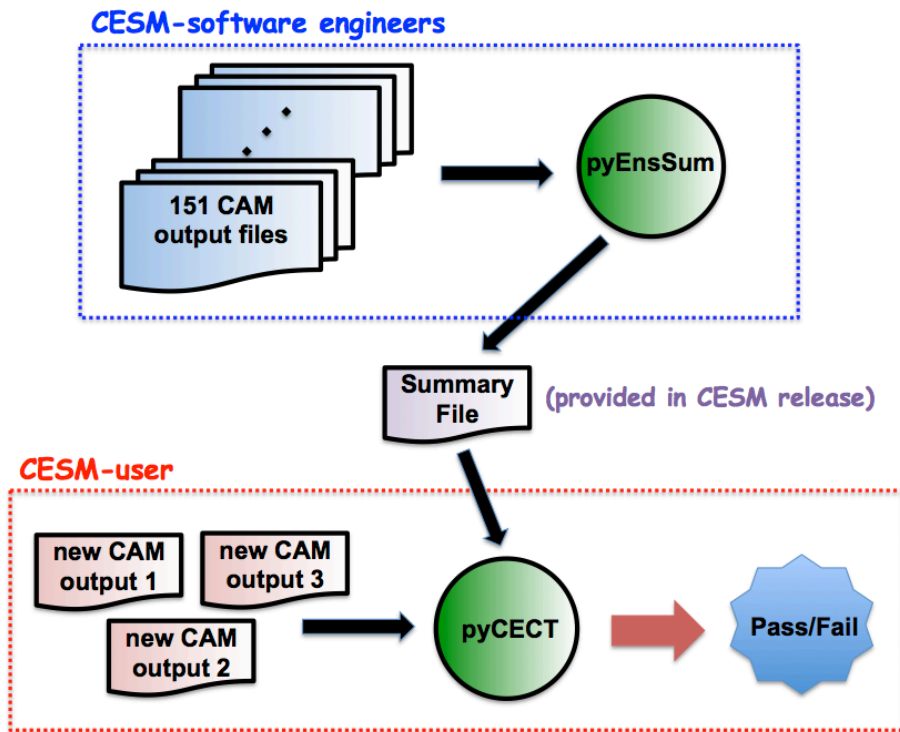 CESM-software engineers
151 CAM
output files
pyEnsSum
Summary
File
(provided in CESM release)
CESM-user
new CAM
output 1
new CAM
output 3
new CAM
output 2
pyCECT
Pass/Fail